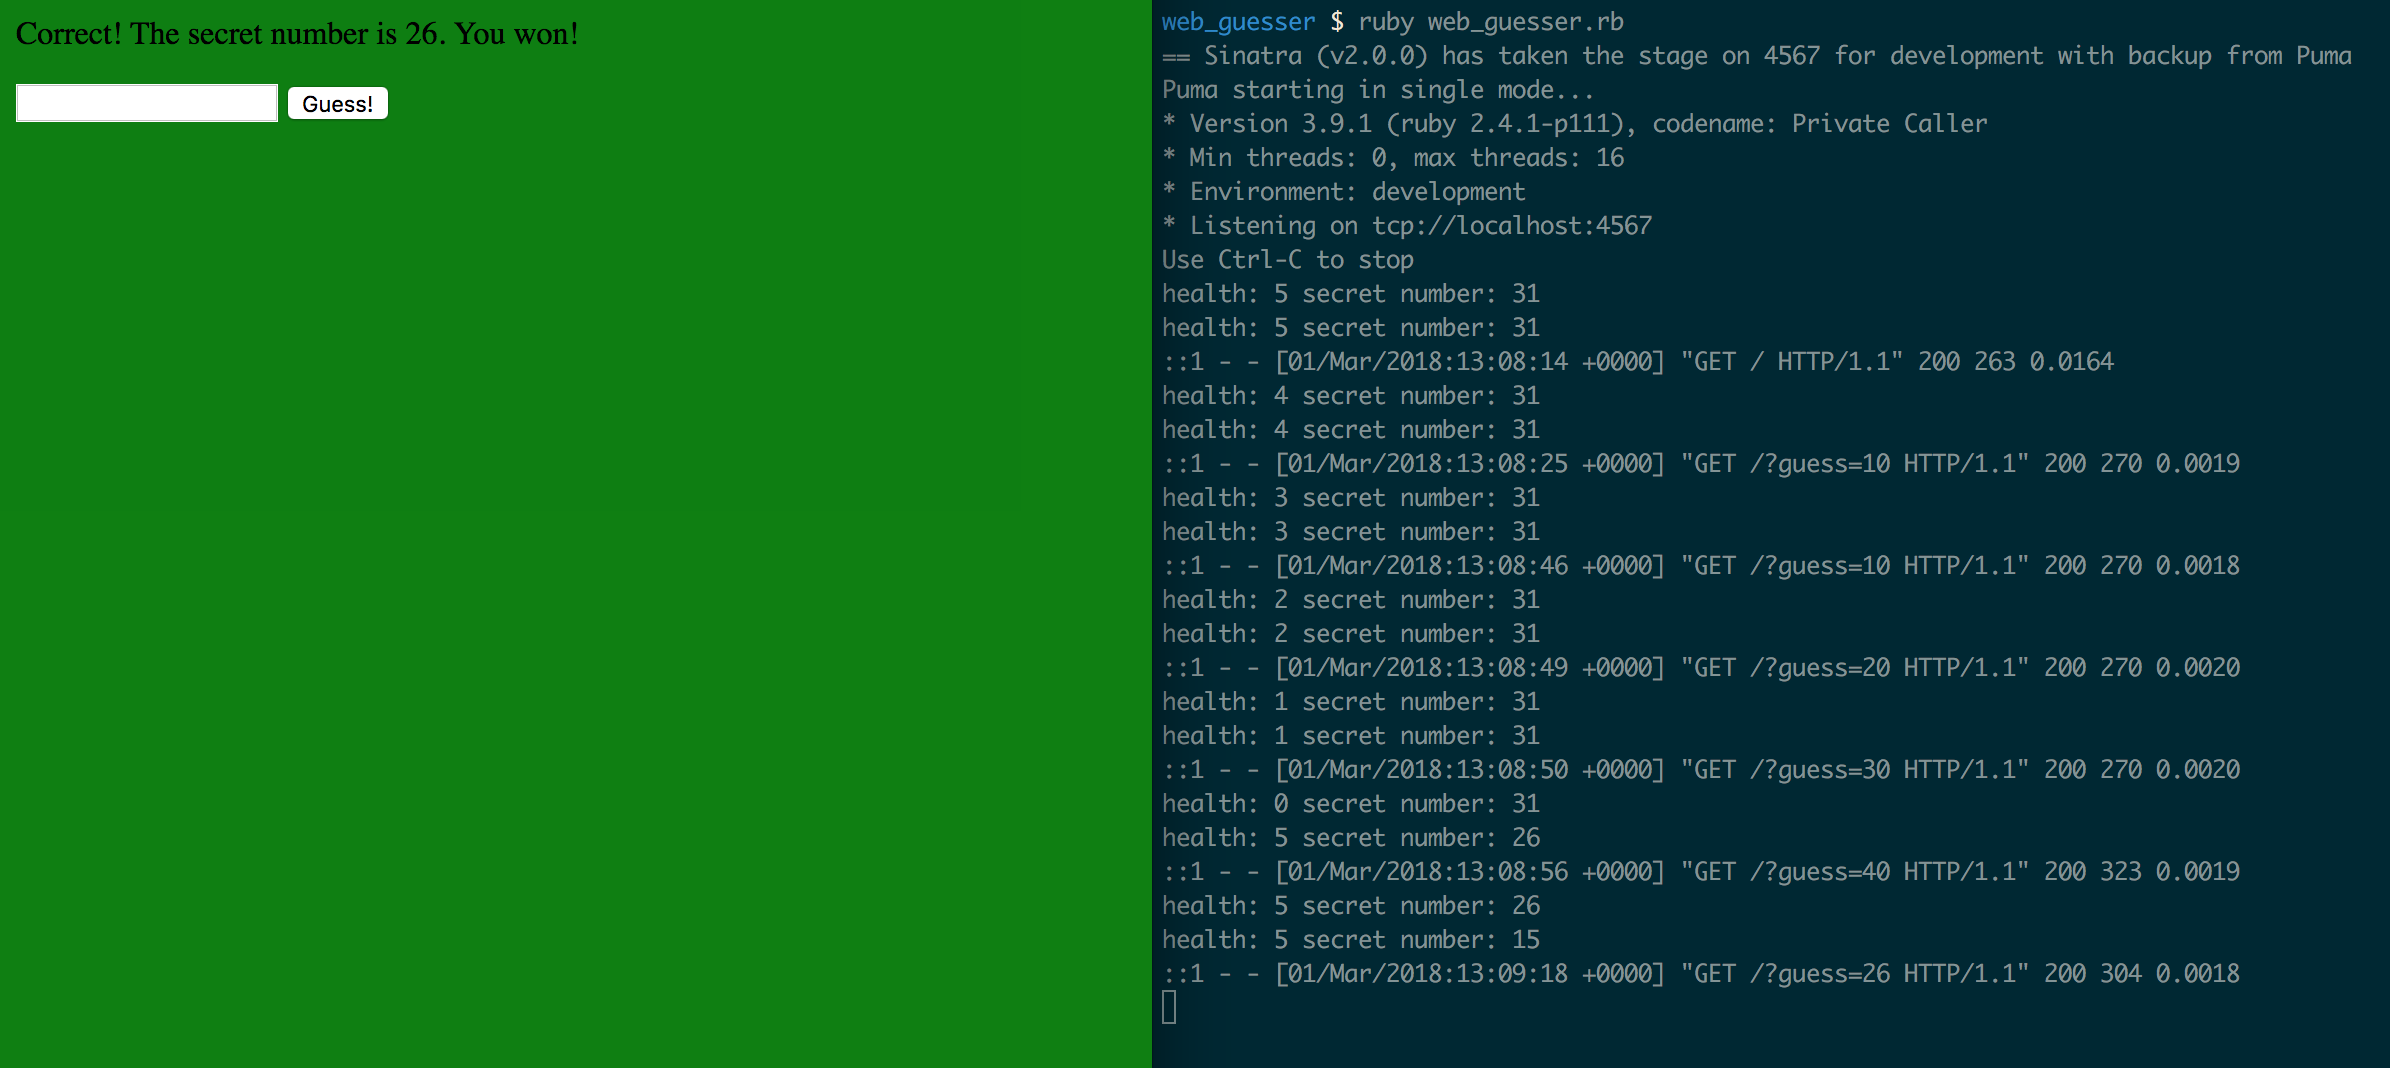 Correct! The secret number is 26. You won!
Guess!
web_guesser $ ruby web_guesser.rb
== Sinatra (v2.0.0) has taken the stage on 4567 for development with backup from Puma
Puma starting in single mode...
* Version 3.9.1 (ruby 2.4.1-p111), codename: Private Caller
* Min threads: 0, max threads: 16
* Environment: development
* Listening on tcp://localhost:4567
Use Ctrl-C to stop
health: 5 secret number: 31
health: 5 secret number: 31
::1 - - [01/Mar/2018:13:08:14 +0000] "GET / HTTP/1.1" 200 263 0.0164
health: 4 secret number: 31
health: 4 secret number: 31
::1 - - [01/Mar/2018:13:08:25 +0000] "GET /?guess=10 HTTP/1.1" 200 270 0.0019
health: 3 secret number: 31
health: 3 secret number: 31
::1 - - [01/Mar/2018:13:08:46 +0000] "GET /?guess=10 HTTP/1.1" 200 270 0.0018
health: 2 secret number: 31
health: 2 secret number: 31
::1 - - [01/Mar/2018:13:08:49 +0000] "GET /?guess=20 HTTP/1.1" 200 270 0.0020
health: 1 secret number: 31
health: 1 secret number: 31
::1 - - [01/Mar/2018:13:08:50 +0000] "GET /?guess=30 HTTP/1.1" 200 270 0.0020
health: 0 secret number: 31
health: 5 secret number: 26
::1 - - [01/Mar/2018:13:08:56 +0000] "GET /?guess=40 HTTP/1.1" 200 323 0.0019
health: 5 secret number: 26
health: 5 secret number: 15
::1 - - [01/Mar/2018:13:09:18 +0000] "GET /?guess=26 HTTP/1.1" 200 304 0.0018